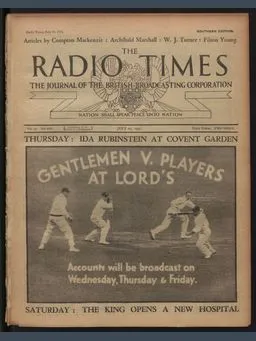 SOUTHERN EDITION
Articles by Compton Mackenzie : Archibald Marshall : W. J. Turner : Filson Young
THE
RADIO TIMES
THE JOURNAL OF THE BRITISH BROADCASTING CORPORATION
NATION SHALL SPEAK PEACE UNTO NATION
THURSDAY : IDA RUBINSTEIN AT COVENT GARDEN
GENTLEMEN V. PLAYERS
AT LORD'S
Accounts will be broadcast on
Wednesday, Thursday & Friday.
SATURDAY : THE KING OPENS A NEW HOSPITAL